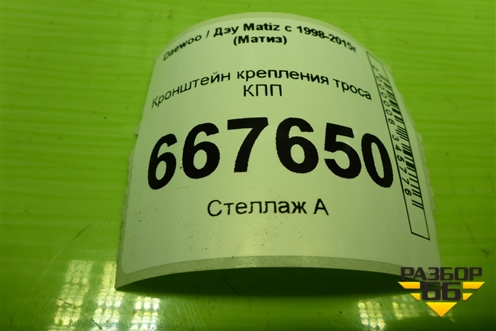 Daewoo / Дэу Matiz с 1998-2015г
(Матиз)
Кронштейн крепления троса
КПП
667650
Стеллаж А
РАЗБОР
66